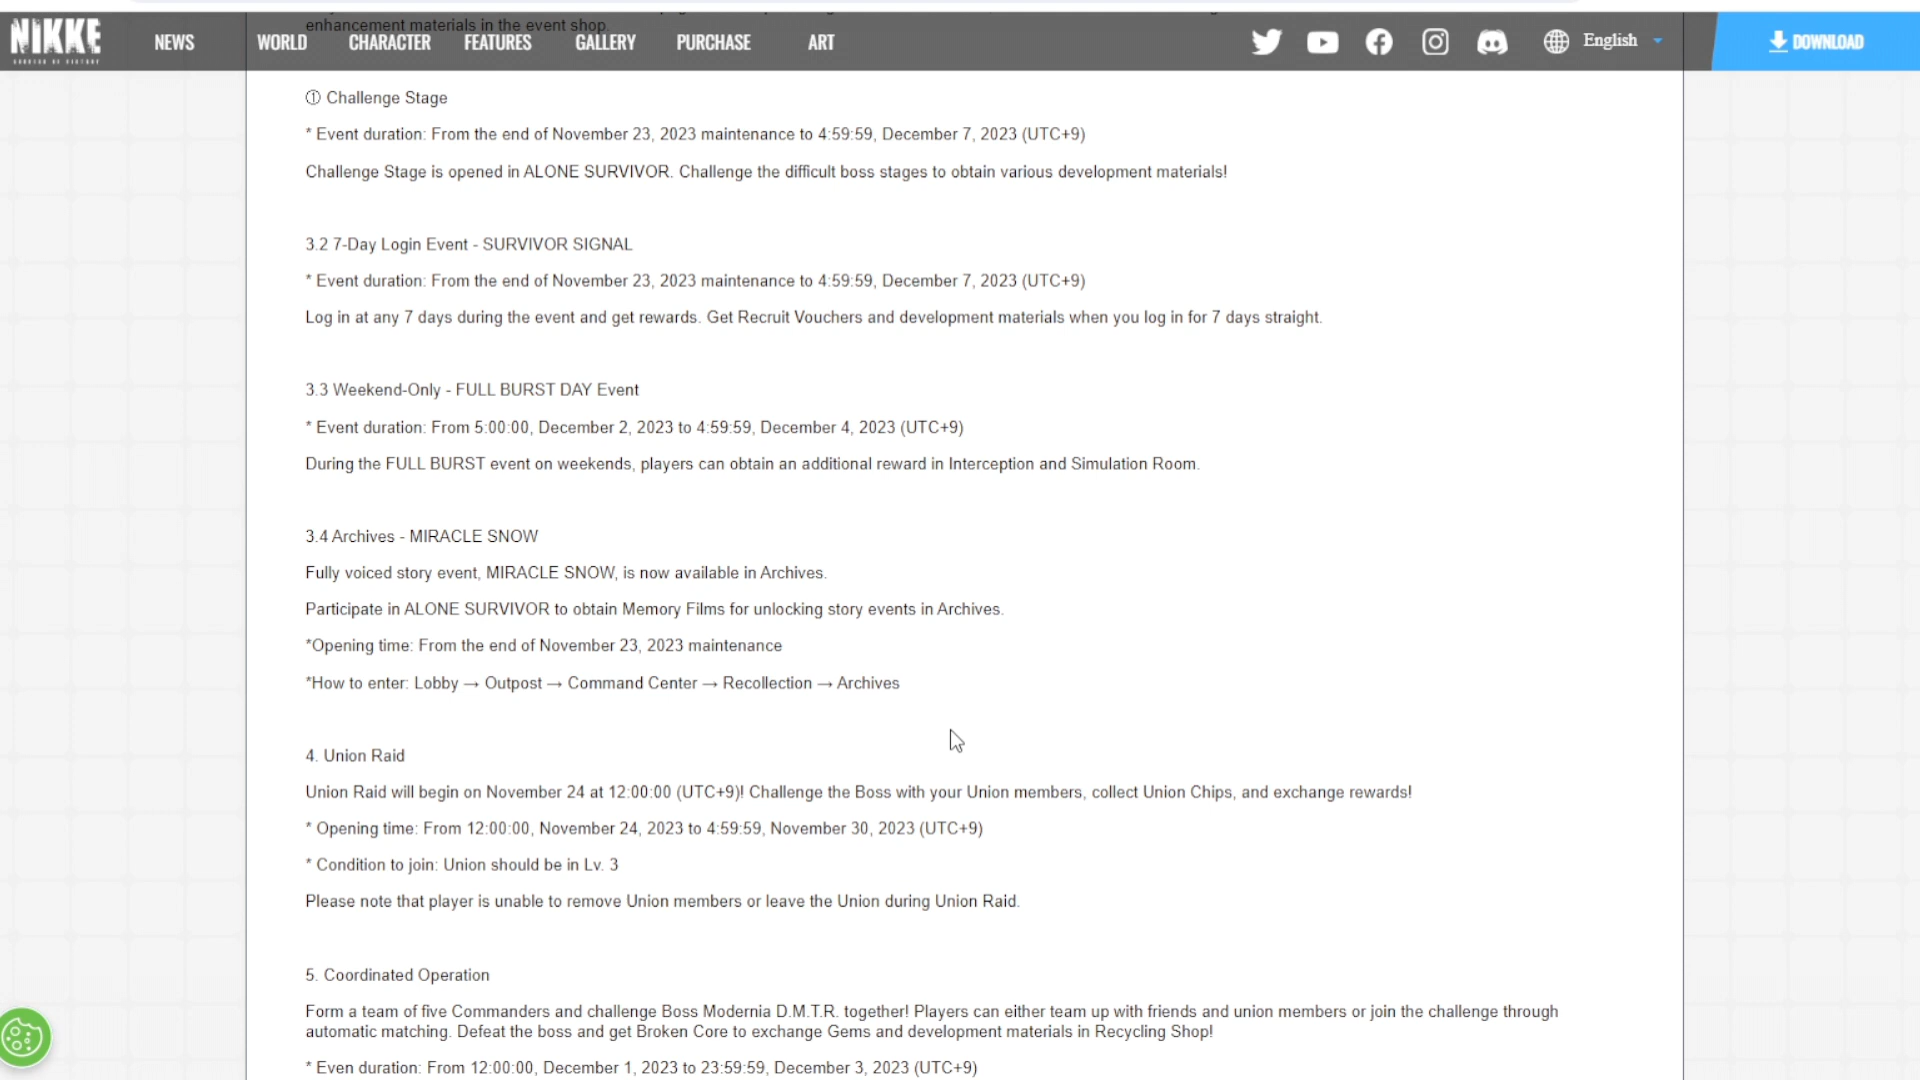 enhancement materials in the event shop.
NIKKE
NEWS
WORLD
CHARACTER
FEATURES
GALLERY
PURCHASE
ART
English
DOWNLOAD
① Challenge Stage
* Event duration: From the end of November 23, 2023 maintenance to 4:59:59, December 7, 2023 (UTC+9)
Challenge Stage is opened in ALONE SURVIVOR. Challenge the difficult boss stages to obtain various development materials!
3.2 7-Day Login Event - SURVIVOR SIGNAL
* Event duration: From the end of November 23, 2023 maintenance to 4:59:59, December 7, 2023 (UTC+9)
Log in at any 7 days during the event and get rewards. Get Recruit Vouchers and development materials when you log in for 7 days straight.
3.3 Weekend-Only - FULL BURST DAY Event
* Event duration: From 5:00:00, December 2, 2023 to 4:59:59, December 4, 2023 (UTC+9)
During the FULL BURST event on weekends, players can obtain an additional reward in Interception and Simulation Room.
3.4 Archives - MIRACLE SNOW
Fully voiced story event, MIRACLE SNOW, is now available in Archives.
Participate in ALONE SURVIVOR to obtain Memory Films for unlocking story events in Archives.
*Opening time: From the end of November 23, 2023 maintenance
*How to enter: Lobby → Outpost → Command Center → Recollection → Archives
4. Union Raid
Union Raid will begin on November 24 at 12:00:00 (UTC+9)! Challenge the Boss with your Union members, collect Union Chips, and exchange rewards!
* Opening time: From 12:00:00, November 24, 2023 to 4:59:59, November 30, 2023 (UTC+9)
* Condition to join: Union should be in Lv. 3
Please note that player is unable to remove Union members or leave the Union during Union Raid.
5. Coordinated Operation
Form a team of five Commanders and challenge Boss Modernia D.M.T.R. together! Players can either team up with friends and union members or join the challenge through
automatic matching. Defeat the boss and get Broken Core to exchange Gems and development materials in Recycling Shop!
* Even duration: From 12:00:00, December 1, 2023 to 23:59:59, December 3, 2023 (UTC+9)